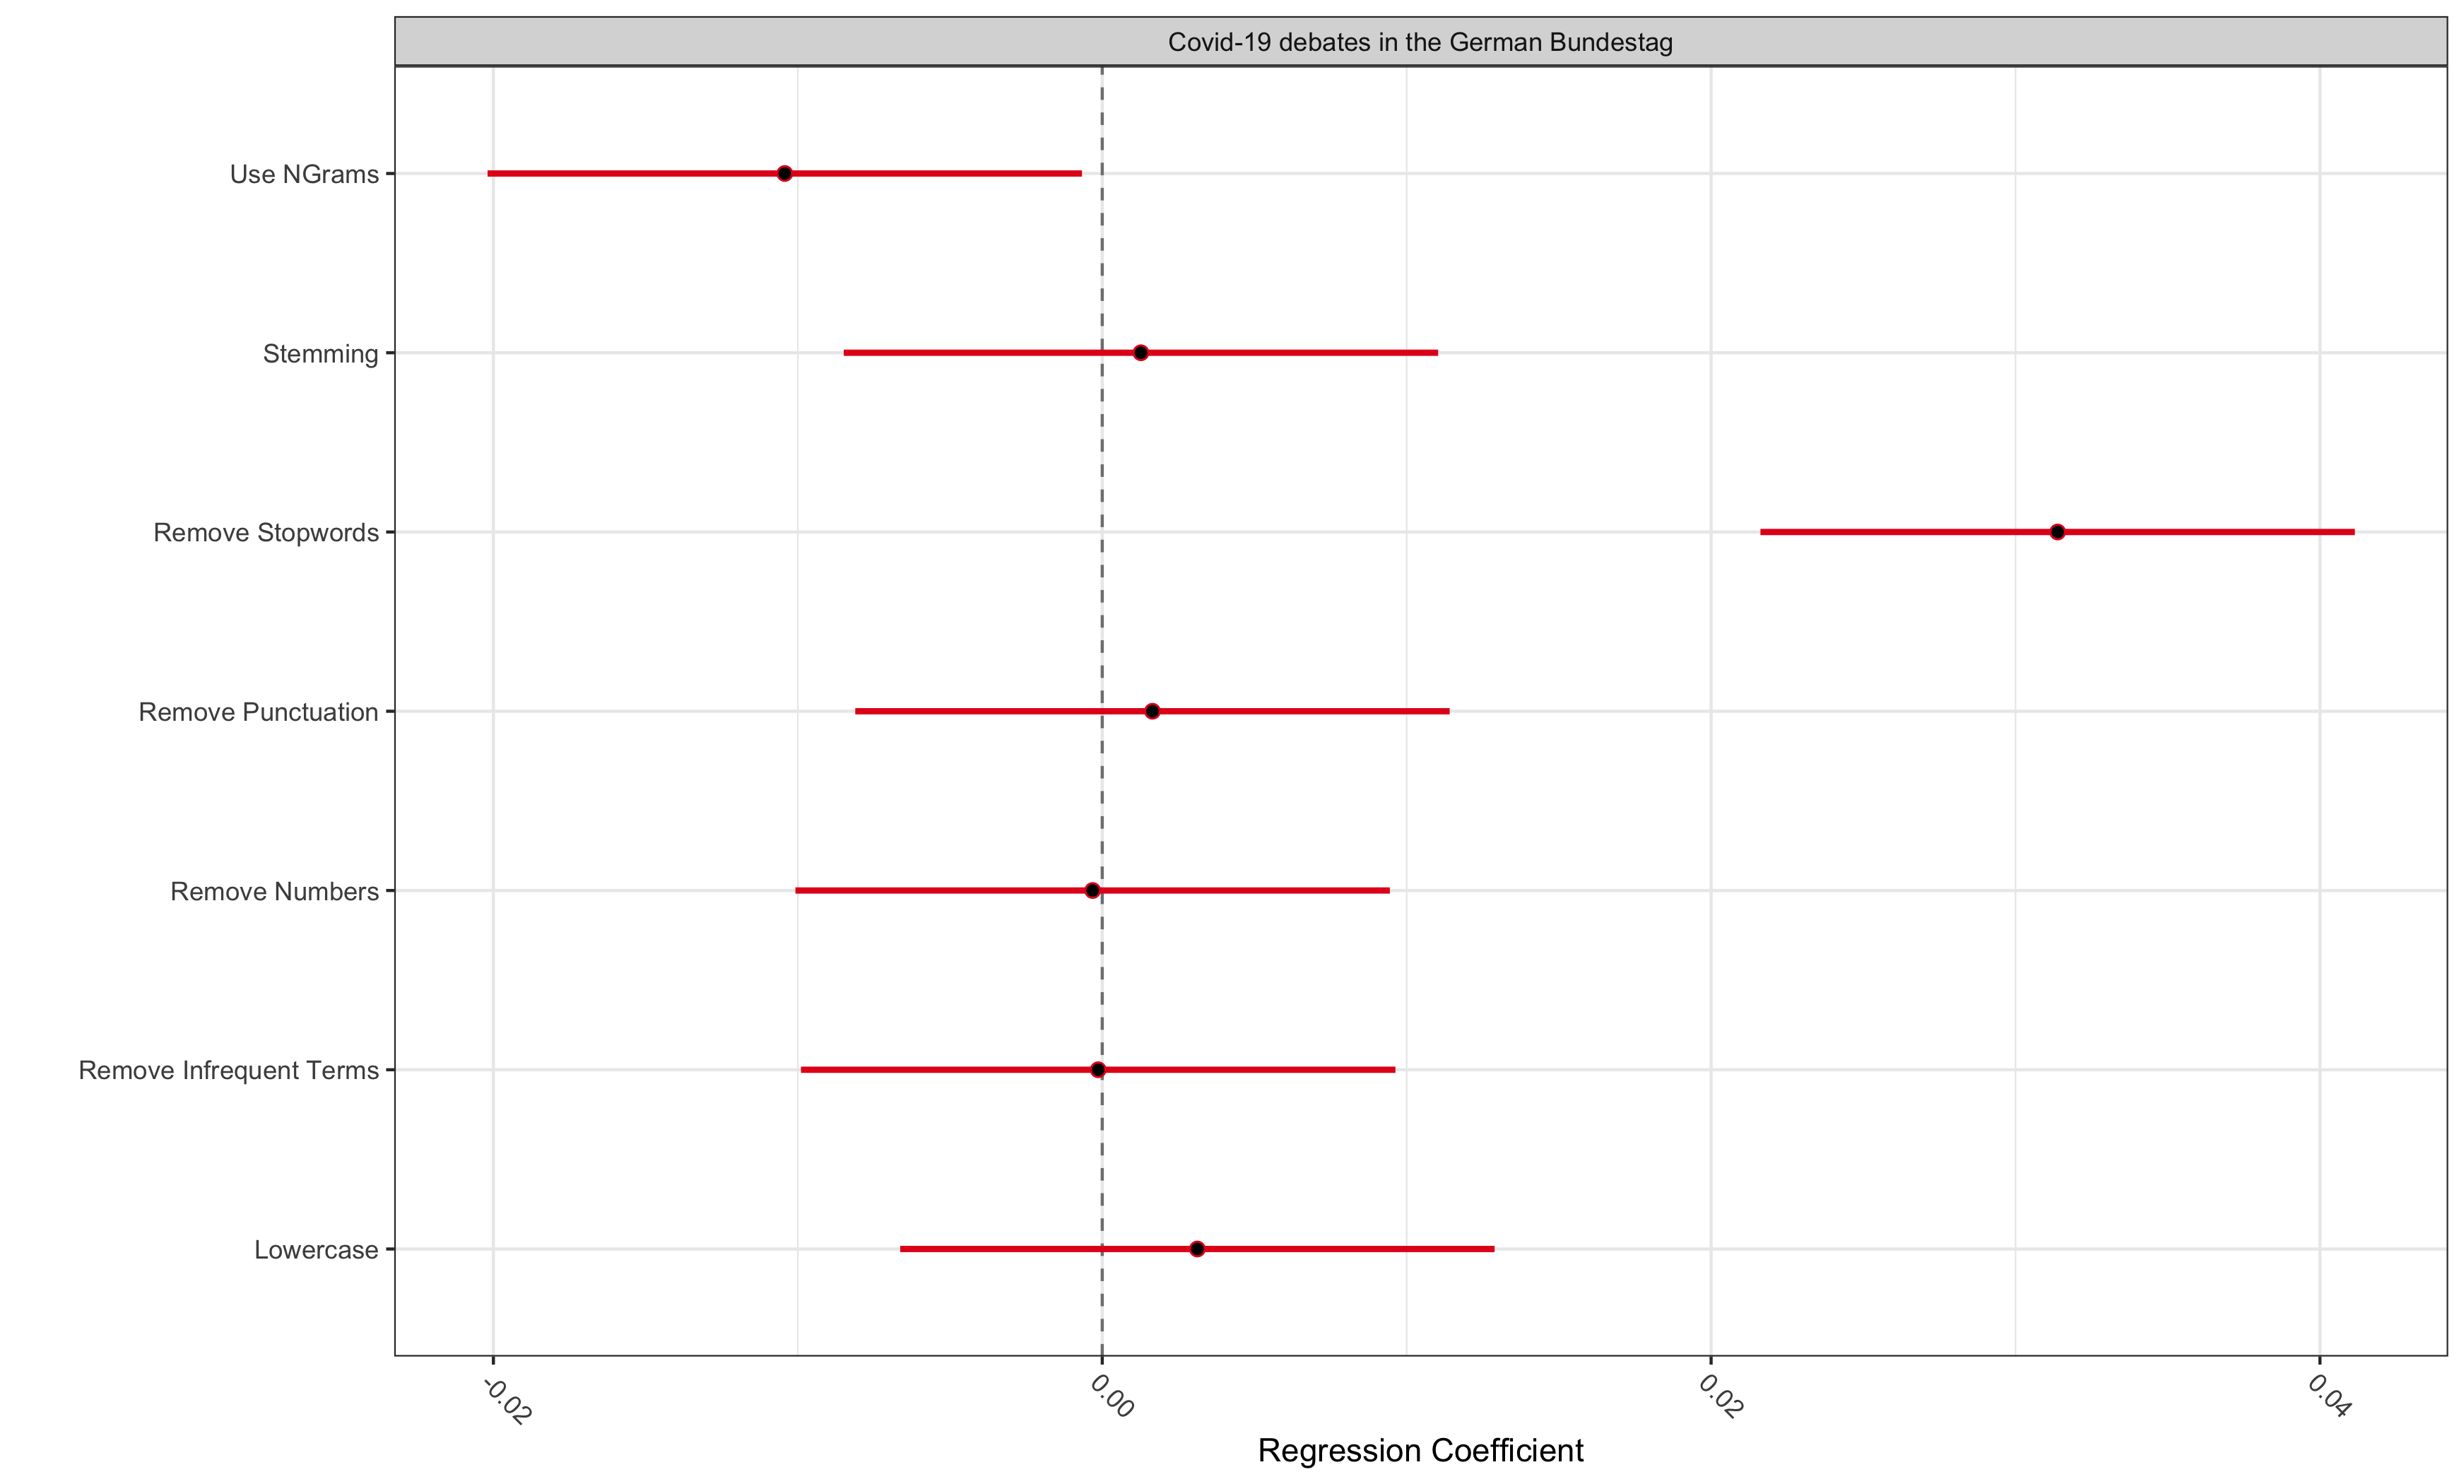 Covid-19 debates in the German Bundestag
Use NGrams
Stemming
Remove Stopwords
Remove Punctuation
Remove Numbers
Remove Infrequent Terms
Lowercase
-0.02
0.00
0.02
0.04
Regression Coefficient